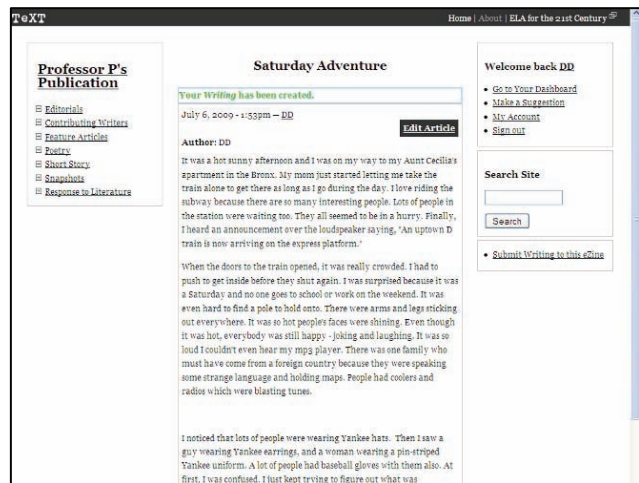 TeXT
Home | About | ELA for the 21st Century
Professor P's
Publication
Editorials
Contributing Writers
Feature Articles
Poetry
Short Story
Snapshots
Response to Literature
Saturday Adventure
Your Writing has been created.
July 6, 2009 - 1:53pm — DD
Edit Article
Author: DD
It was a hot sunny afternoon and I was on my way to my Aunt Cecilia's
apartment in the Bronx. My mom just started letting me take the
train alone to get there as long as I go during the day. I love riding the
subway because there are so many interesting people. Lots of people in
the station were waiting too. They all seemed to be in a hurry. Finally,
I heard an announcement over the loudspeaker saying, "An uptown D
train is now arriving on the express platform."
When the doors to the train opened, it was really crowded. I had to
push to get inside before they shut again. I was surprised because it was
a Saturday and no one goes to school or work on the weekend. It was
even hard to find a pole to hold onto. There were arms and legs sticking
out everywhere. It was so hot people's faces were shining. Even though
it was hot, everybody was still happy - joking and laughing. It was so
loud I couldn't even hear my mp3 player. There was one family who
must have come from a foreign country because they were speaking
some strange language and holding maps. People had coolers and
radios which were blasting tunes.
I noticed that lots of people were wearing Yankee hats. Then I saw a
guy wearing Yankee earrings, and a woman wearing a pin-striped
Yankee uniform. A lot of people had baseball gloves with them also. At
first, I was confused. I just kept trying to figure out what was
Welcome back DD
Go to Your Dashboard
Make a Suggestion
My Account
Sign out
Search Site
Search
Submit Writing to this eZine